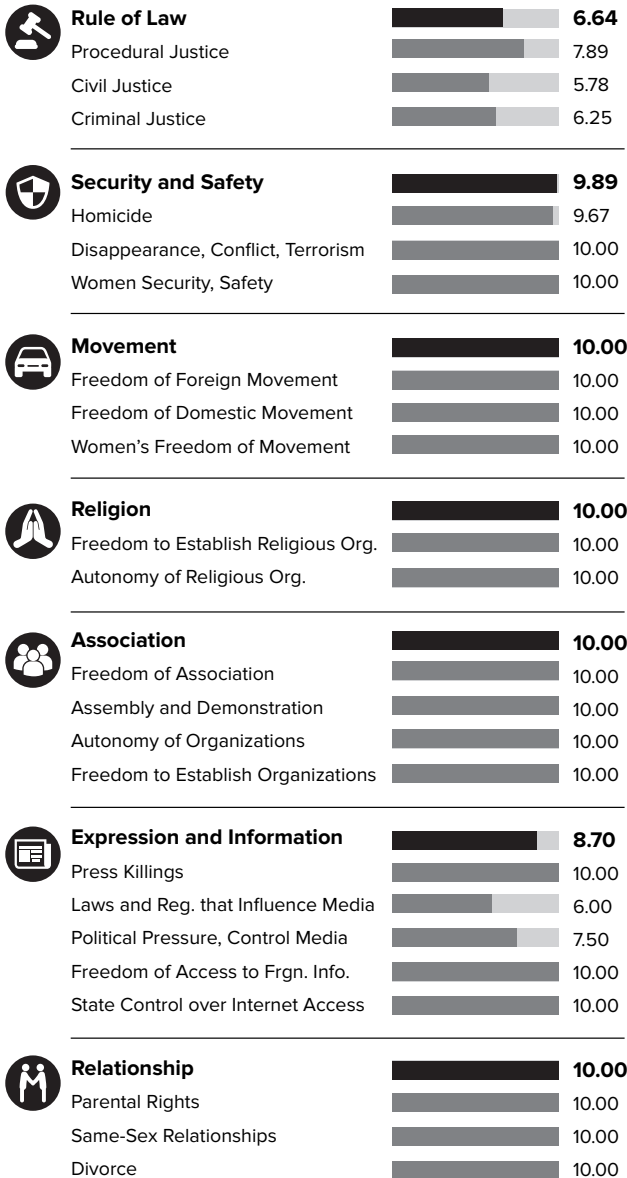 Rule of Law 6.64
Procedural Justice 7.89
Civil Justice 5.78
Criminal Justice 6.25
Security and Safety 9.89
Homicide 9.67
Disappearance, Conflict, Terrorism 10.00
Women Security, Safety 10.00
Movement 10.00
Freedom of Foreign Movement 10.00
Freedom of Domestic Movement 10.00
Women’s Freedom of Movement 10.00
Religion 10.00
Freedom to Establish Religious Org. 10.00
Autonomy of Religious Org. 10.00
Association 10.00
Freedom of Association 10.00
Assembly and Demonstration 10.00
Autonomy of Organizations 10.00
Freedom to Establish Organizations 10.00
Expression and Information 8.70
Press Killings 10.00
Laws and Reg. that Influence Media 6.00
Political Pressure, Control Media 7.50
Freedom of Access to Frgn. Info. 10.00
State Control over Internet Access 10.00
Relationship 10.00
Parental Rights 10.00
Same-Sex Relationships 10.00
Divorce 10.00